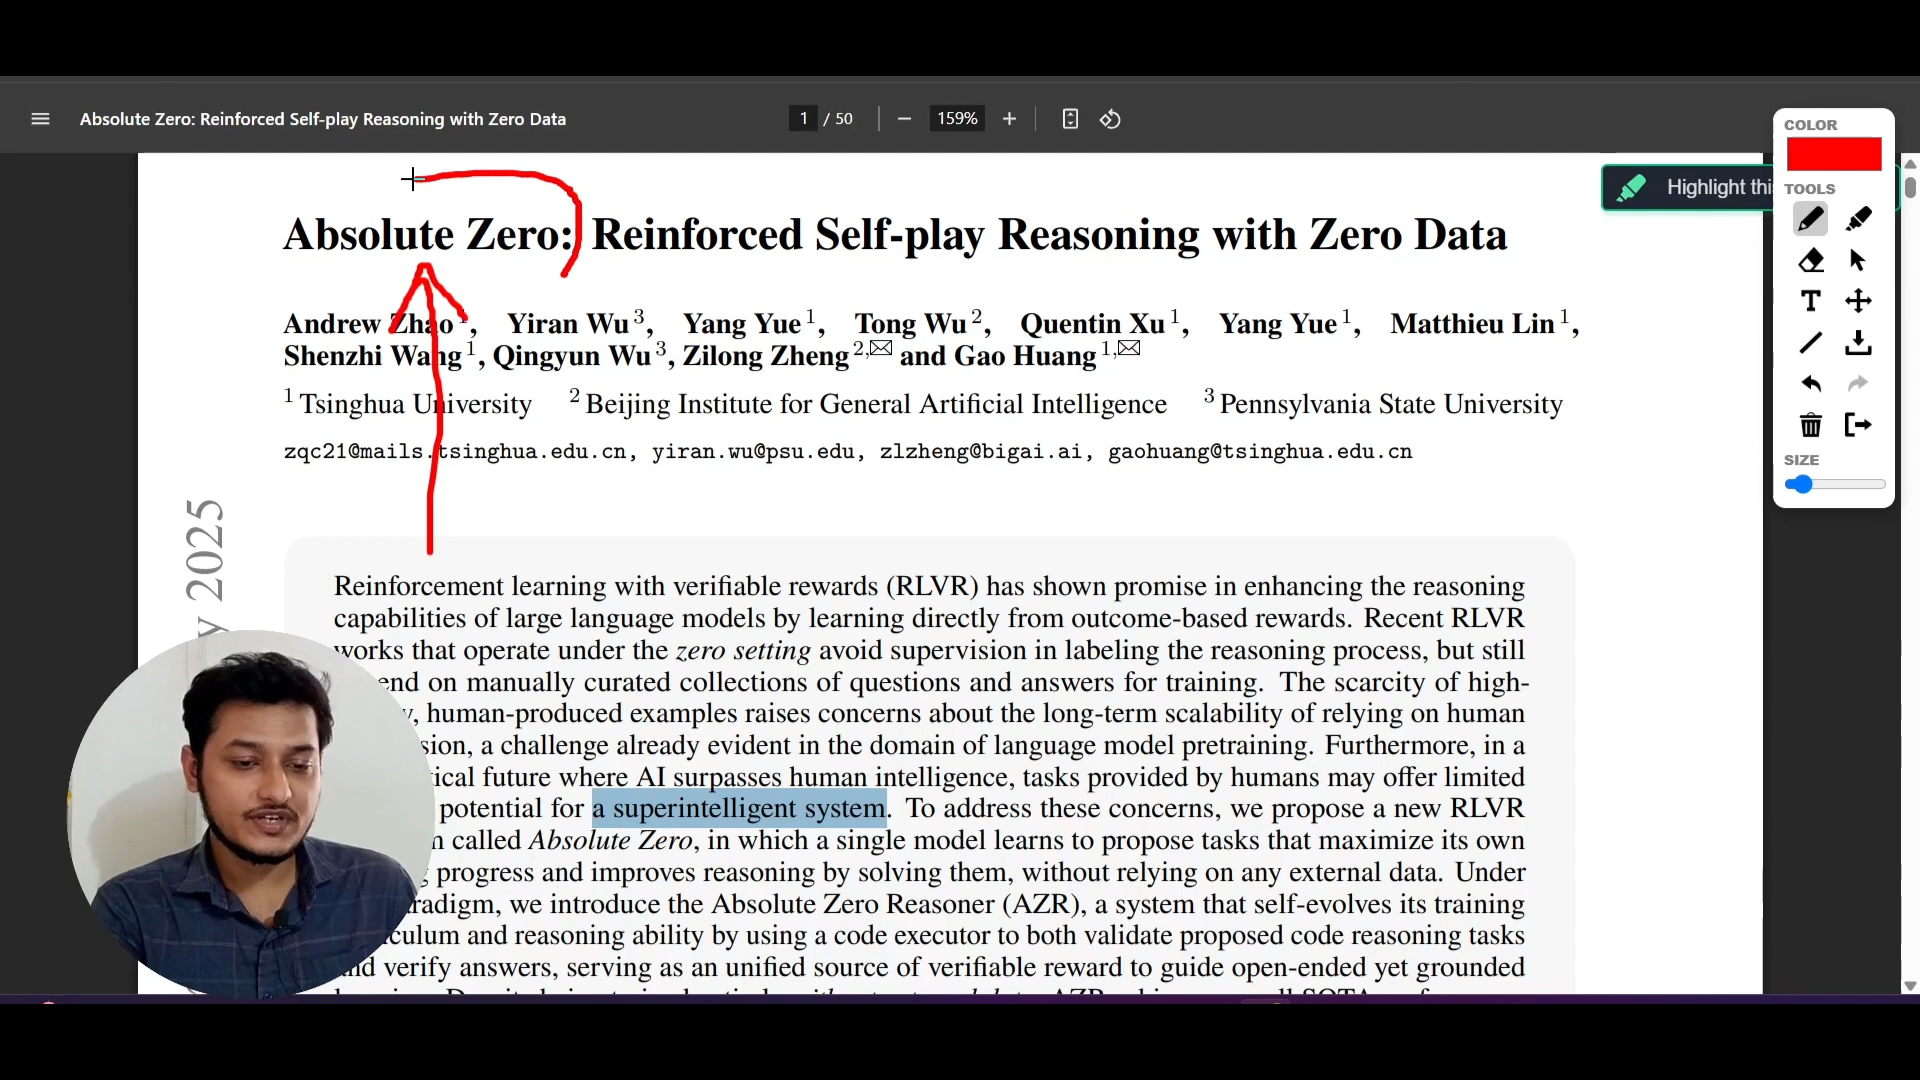 Absolute Zero: Reinforced Self-play Reasoning with Zero Data
1 / 50
159%
COLOR
Highlight this
TOOLS
SIZE
Absolute Zero: Reinforced Self-play Reasoning with Zero Data
Andrew Zhao 1, Yiran Wu 3, Yang Yue 1, Tong Wu 2, Quentin Xu 1, Yang Yue 1, Matthieu Lin 1,
Shenzhi Wang 1, Qingyun Wu 3, Zilong Zheng 2,✉ and Gao Huang 1,✉
1 Tsinghua University 2 Beijing Institute for General Artificial Intelligence 3 Pennsylvania State University
zqc21@mails.tsinghua.edu.cn, yiran.wu@psu.edu, zlzheng@bigai.ai, gaohuang@tsinghua.edu.cn
2025
Reinforcement learning with verifiable rewards (RLVR) has shown promise in enhancing the reasoning
capabilities of large language models by learning directly from outcome-based rewards. Recent RLVR
works that operate under the zero setting avoid supervision in labeling the reasoning process, but still
end on manually curated collections of questions and answers for training. The scarcity of high-
, human-produced examples raises concerns about the long-term scalability of relying on human
sion, a challenge already evident in the domain of language model pretraining. Furthermore, in a
tical future where AI surpasses human intelligence, tasks provided by humans may offer limited
potential for a superintelligent system. To address these concerns, we propose a new RLVR
called Absolute Zero, in which a single model learns to propose tasks that maximize its own
progress and improves reasoning by solving them, without relying on any external data. Under
radigm, we introduce the Absolute Zero Reasoner (AZR), a system that self-evolves its training
culum and reasoning ability by using a code executor to both validate proposed code reasoning tasks
and verify answers, serving as an unified source of verifiable reward to guide open-ended yet grounded